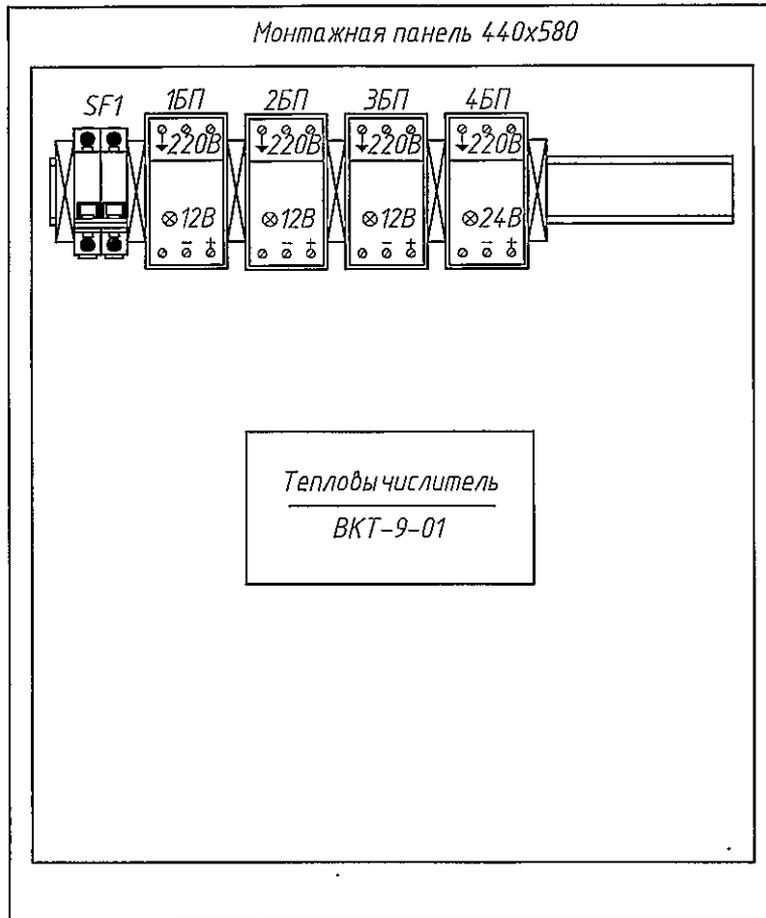 Монтажная панель 440х580
SF1 1БП 2БП 3БП 4БП
220В 220В 220В 220В
12В 12В 12В 24В
- + - + - + - +
Тепловычислитель
ВКТ-9-01